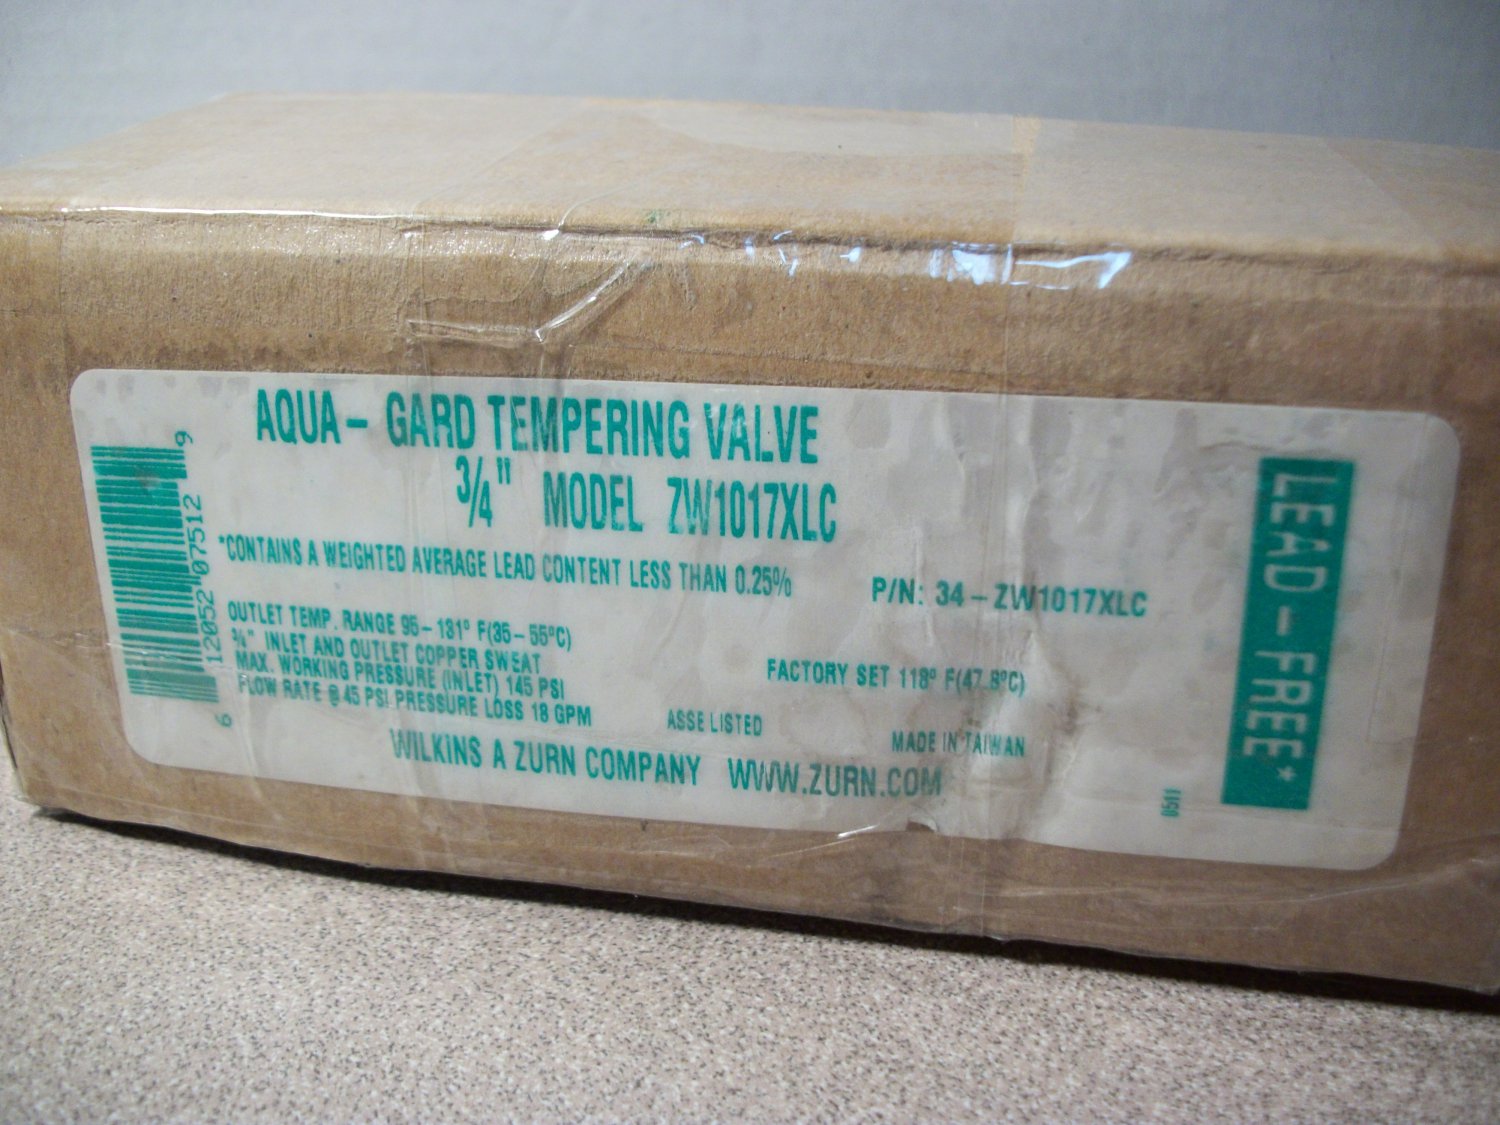 AQUA - GARD TEMPERING VALVE
3/4" MODEL ZW1017XLC
*CONTAINS A WEIGHTED AVERAGE LEAD CONTENT LESS THAN 0.25%
P/N: 34 - ZW1017XLC
OUTLET TEMP. RANGE 95 - 131° F(35 - 55°C)
3/4" INLET AND OUTLET COPPER SWEAT
MAX. WORKING PRESSURE (INLET) 145 PSI
FLOW RATE @ 45 PSI PRESSURE LOSS 18 GPM
FACTORY SET 118° F(47.8°C)
ASSE LISTED
MADE IN TAIWAN
WILKINS A ZURN COMPANY WWW.ZURN.COM
6 12052 07512 9
LEAD - FREE*